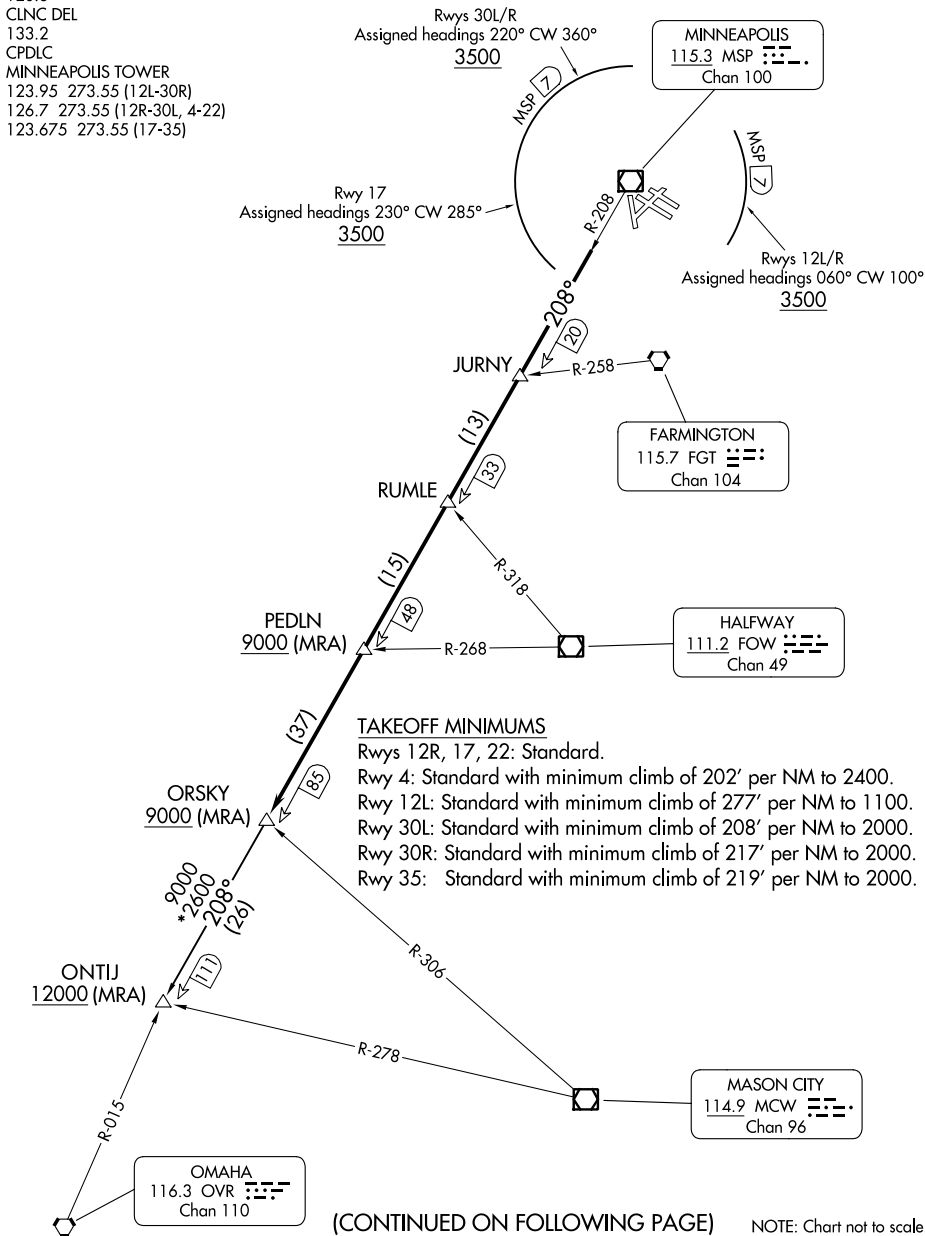 CLNC DEL
133.2
CPDLC
MINNEAPOLIS TOWER
123.95 273.55 (12L-30R)
126.7 273.55 (12R-30L, 4-22)
123.675 273.55 (17-35)
Rwys 30L/R
Assigned headings 220° CW 360°
3500
MINNEAPOLIS
115.3 MSP
Chan 100
MSP 7
MSP 7
Rwy 17
Assigned headings 230° CW 285°
3500
R-208
Rwys 12L/R
Assigned headings 060° CW 100°
3500
208°
20
JURNY
R-258
FARMINGTON
115.7 FGT
Chan 104
(13)
33
RUMLE
R-318
(15)
48
PEDLN
9000 (MRA)
R-268
HALFWAY
111.2 FOW
Chan 49
(37)
TAKEOFF MINIMUMS
Rwys 12R, 17, 22: Standard.
Rwy 4: Standard with minimum climb of 202' per NM to 2400.
Rwy 12L: Standard with minimum climb of 277' per NM to 1100.
Rwy 30L: Standard with minimum climb of 208' per NM to 2000.
Rwy 30R: Standard with minimum climb of 217' per NM to 2000.
Rwy 35: Standard with minimum climb of 219' per NM to 2000.
85
ORSKY
9000 (MRA)
9000
*2600
208°
(26)
R-306
111
ONTIJ
12000 (MRA)
R-278
MASON CITY
114.9 MCW
Chan 96
R-015
OMAHA
116.3 OVR
Chan 110
(CONTINUED ON FOLLOWING PAGE)
NOTE: Chart not to scale